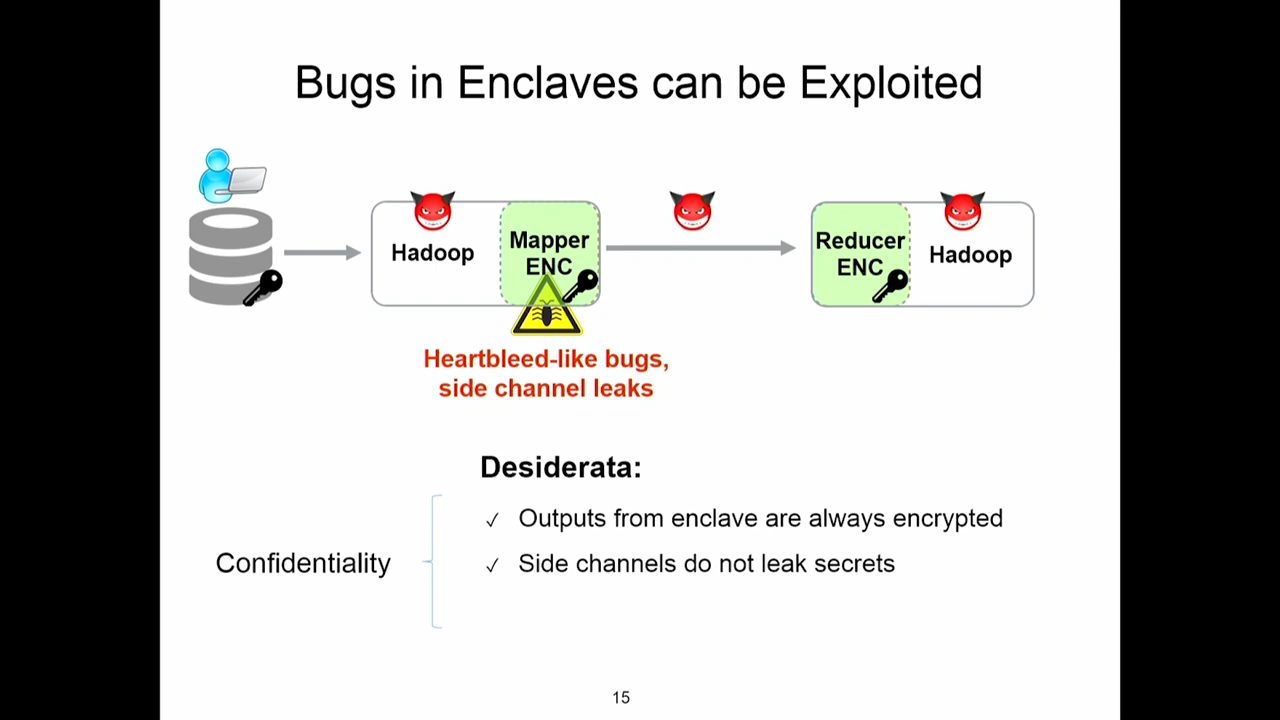 Bugs in Enclaves can be Exploited
Hadoop
Mapper
ENC
Reducer
ENC
Hadoop
Heartbleed-like bugs,
side channel leaks
Desiderata:
✓ Outputs from enclave are always encrypted
Confidentiality
✓ Side channels do not leak secrets
15